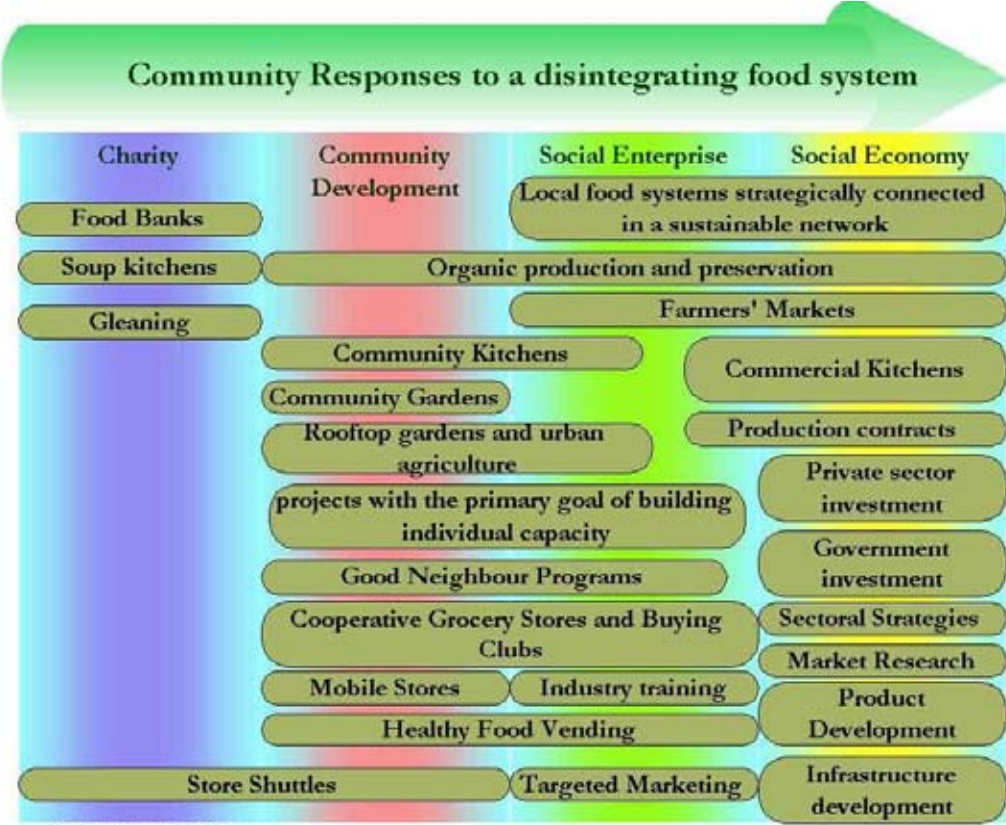 Community Responses to a disintegrating food system
Charity
Community
Development
Social Enterprise
Social Economy
Local food systems strategically connected
in a sustainable network
Food Banks
Soup kitchens
Organic production and preservation
Farmers' Markets
Gleaning
Community Kitchens
Commercial Kitchens
Community Gardens
Rooftop gardens and urban
agriculture
Production contracts
Private sector
investment
projects with the primary goal of building
individual capacity
Government
investment
Good Neighbour Programs
Cooperative Grocery Stores and Buying
Clubs
Sectoral Strategies
Market Research
Mobile Stores
Industry training
Product
Development
Healthy Food Vending
Store Shuttles
Targeted Marketing
Infrastructure
development